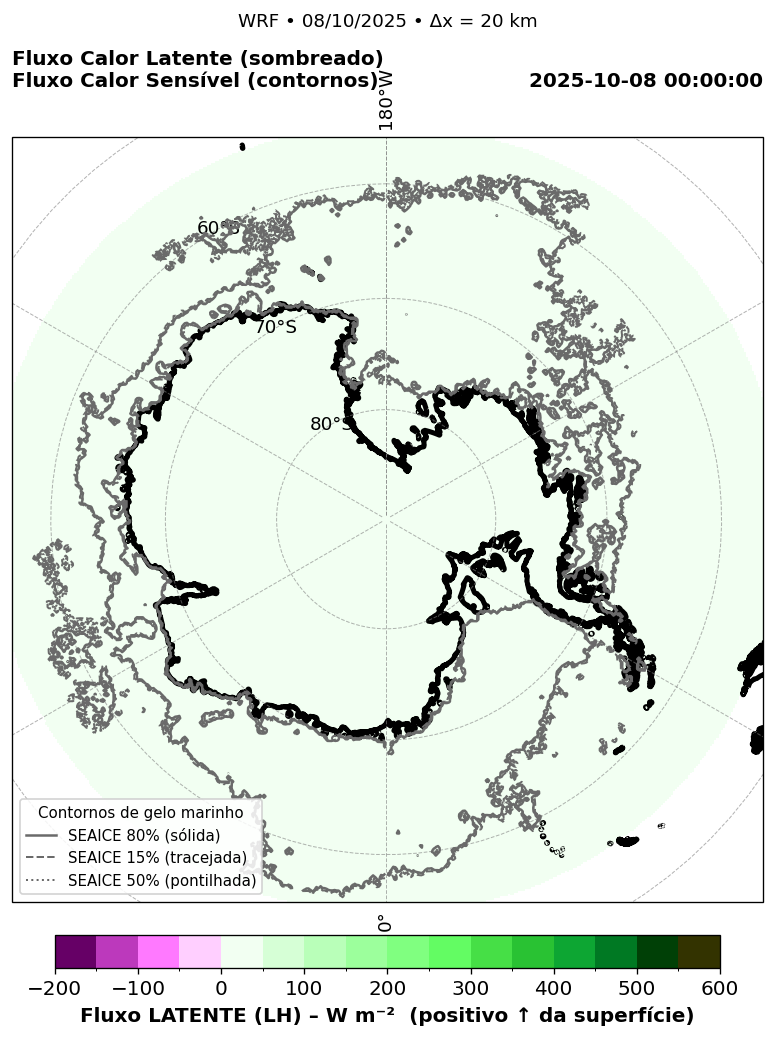 WRF • 08/10/2025 • Δx = 20 km
Fluxo Calor Latente (sombreado)
Fluxo Calor Sensível (contornos)
2025-10-08 00:00:00
180°W
60°S
70°S
80°S
Contornos de gelo marinho
SEAICE 80% (sólida)
SEAICE 15% (tracejada)
SEAICE 50% (pontilhada)
0°
−200 −100 0 100 200 300 400 500 600
Fluxo LATENTE (LH) – W m⁻² (positivo ↑ da superfície)